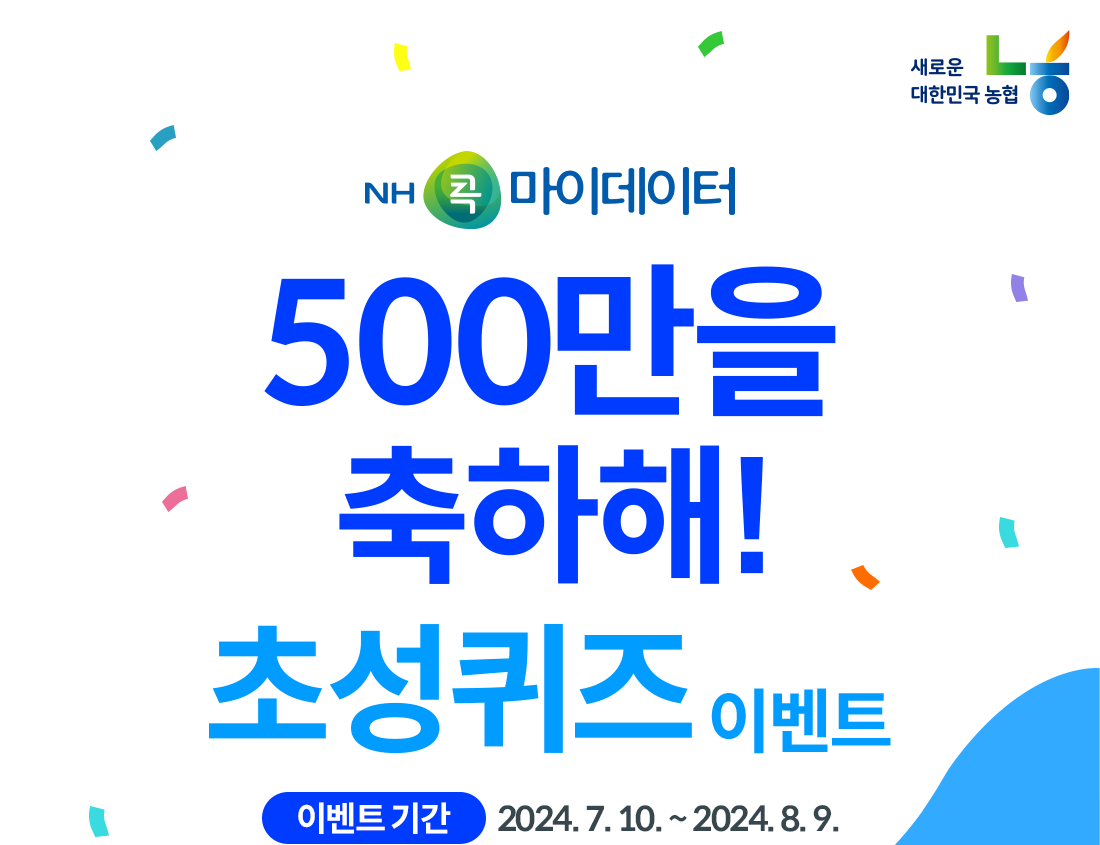 새로운
대한민국 농협
NH 콕 마이데이터
500만을
축하해!
초성퀴즈 이벤트
이벤트 기간 2024. 7. 10. ~ 2024. 8. 9.